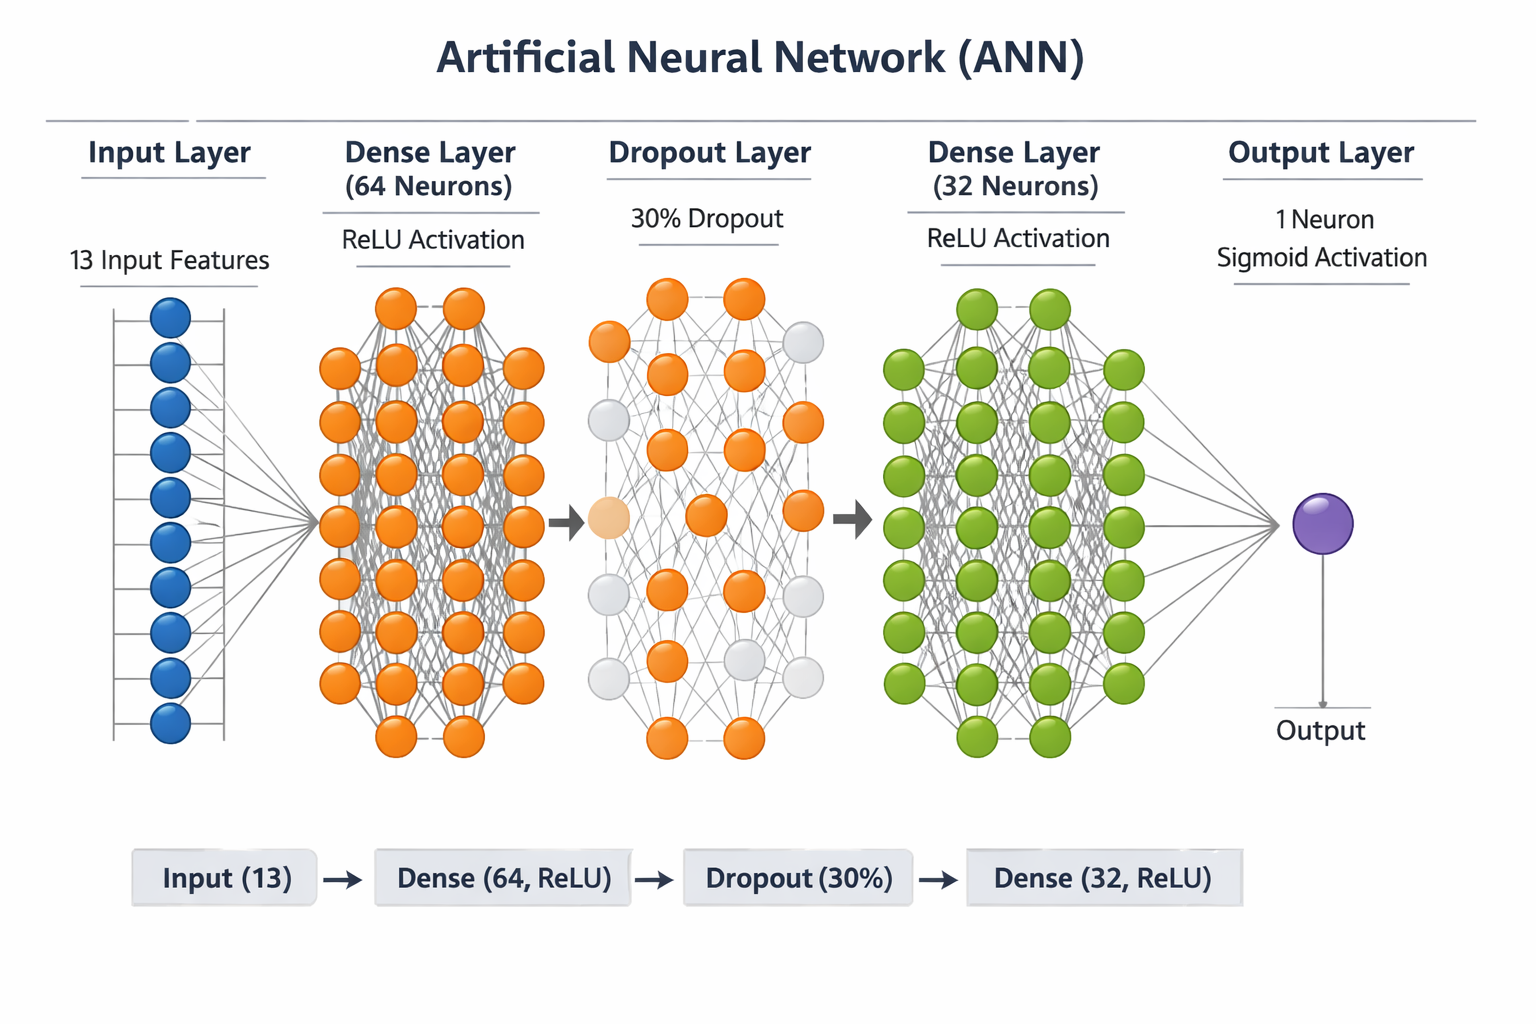 Artificial Neural Network (ANN)
Input Layer
13 Input Features
Dense Layer
(64 Neurons)
ReLU Activation
Dropout Layer
30% Dropout
Dense Layer
(32 Neurons)
ReLU Activation
Output Layer
1 Neuron
Sigmoid Activation
Output
Input (13)
Dense (64, ReLU)
Dropout (30%)
Dense (32, ReLU)